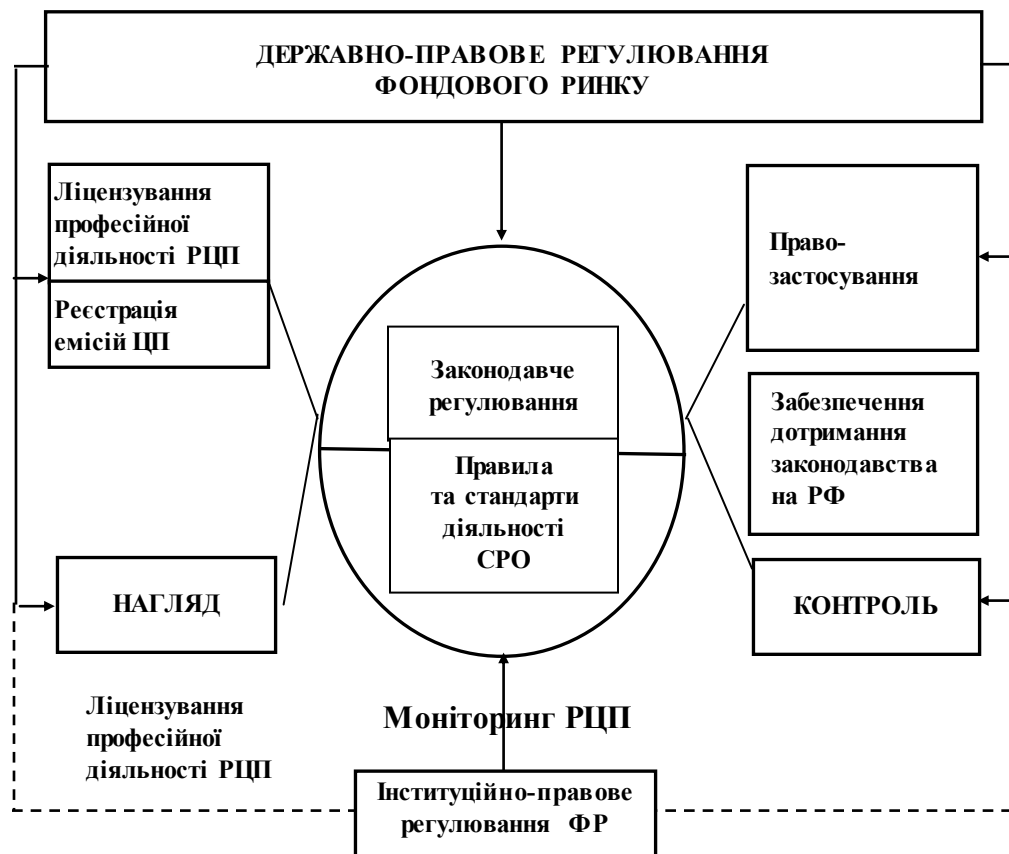 ДЕРЖАВНО-ПРАВОВЕ РЕГУЛЮВАННЯ
ФОНДОВОГО РИНКУ
Ліцензування
професійної
діяльності РЦП
Реєстрація
емісій ЦП
Право-
застосування
Законодавче
регулювання
Правила
та стандарти
діяльності
СРО
Забезпечення
дотримання
законодавства
на РФ
НАГЛЯД
КОНТРОЛЬ
Ліцензування
професійної
діяльності РЦП
Моніторинг РЦП
Інституційно-правове
регулювання ФР